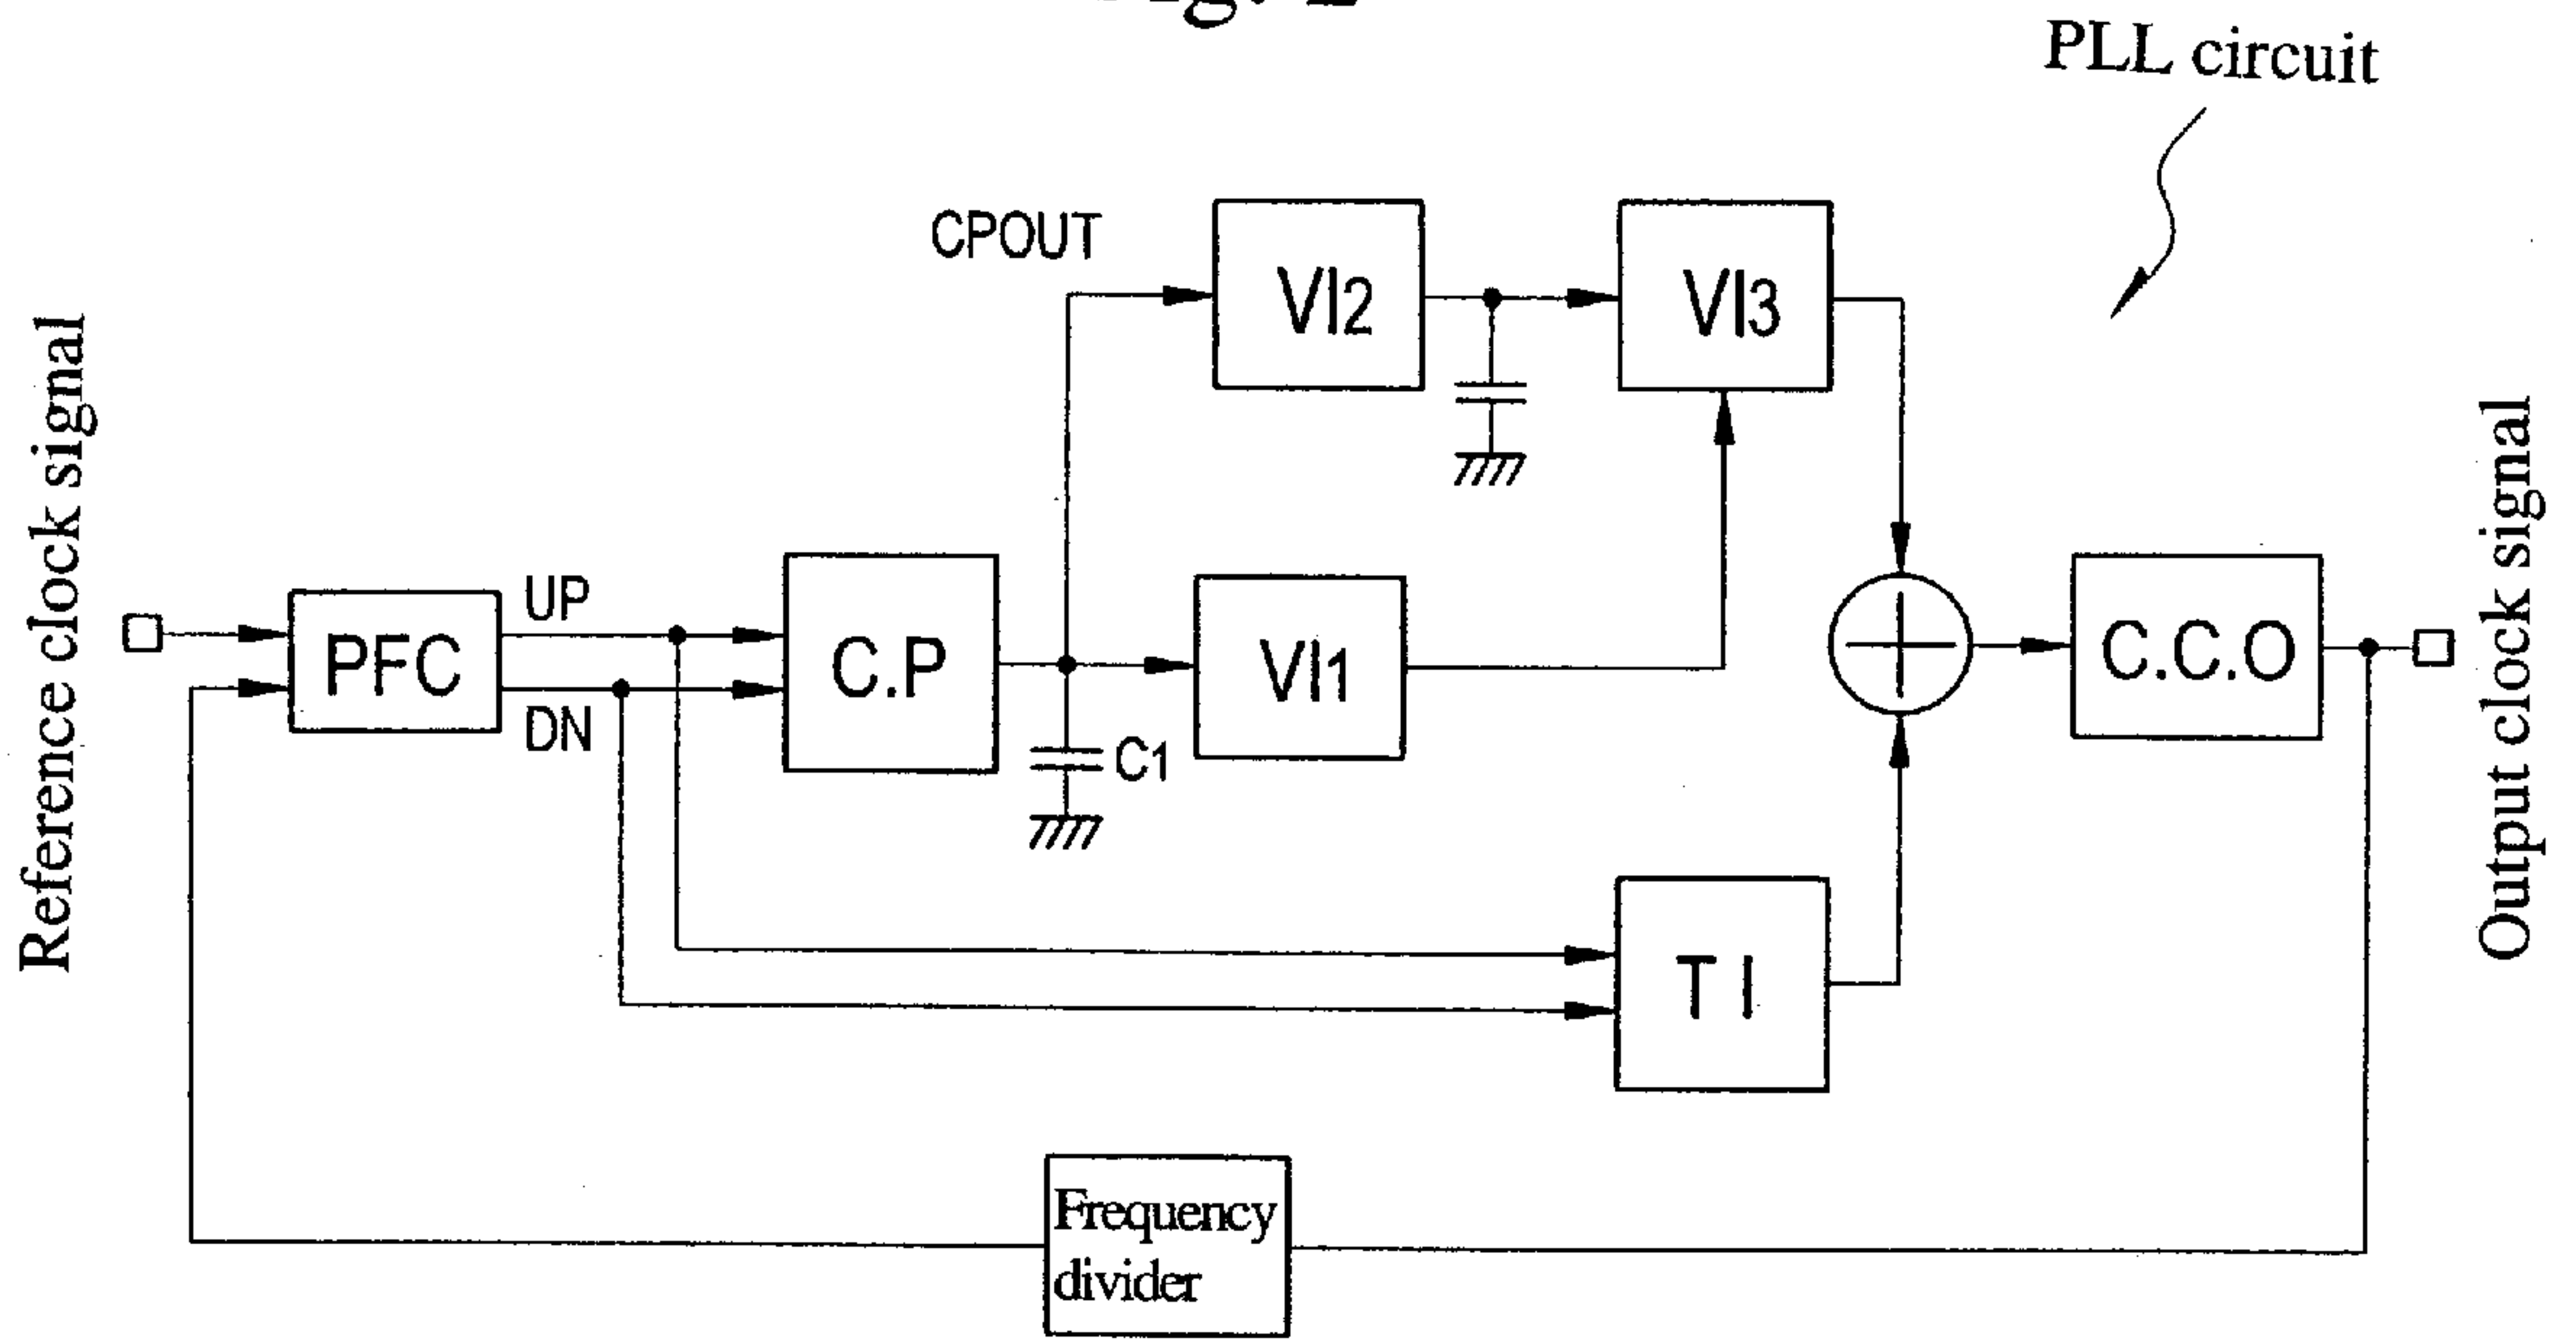 PLL circuit
CPOUT
VI2
VI3
Reference clock signal
UP
PFC
DN
C.P
VI1
C1
C.C.O
Output clock signal
T I
Frequency
divider